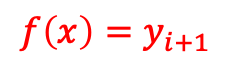 f(x) = y_{i+1}